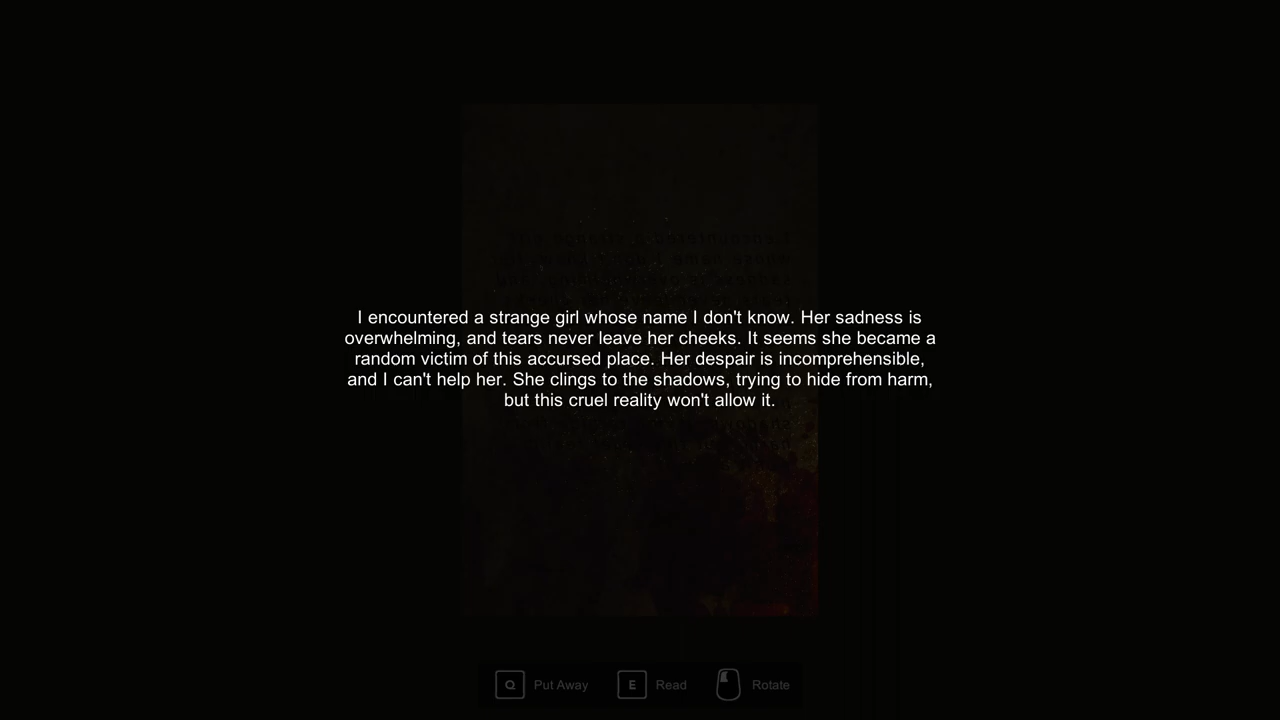 I encountered a strange girl whose name I don't know. Her sadness is
overwhelming, and tears never leave her cheeks. It seems she became a
random victim of this accursed place. Her despair is incomprehensible,
and I can't help her. She clings to the shadows, trying to hide from harm,
but this cruel reality won't allow it.
Q Put Away E Read Rotate